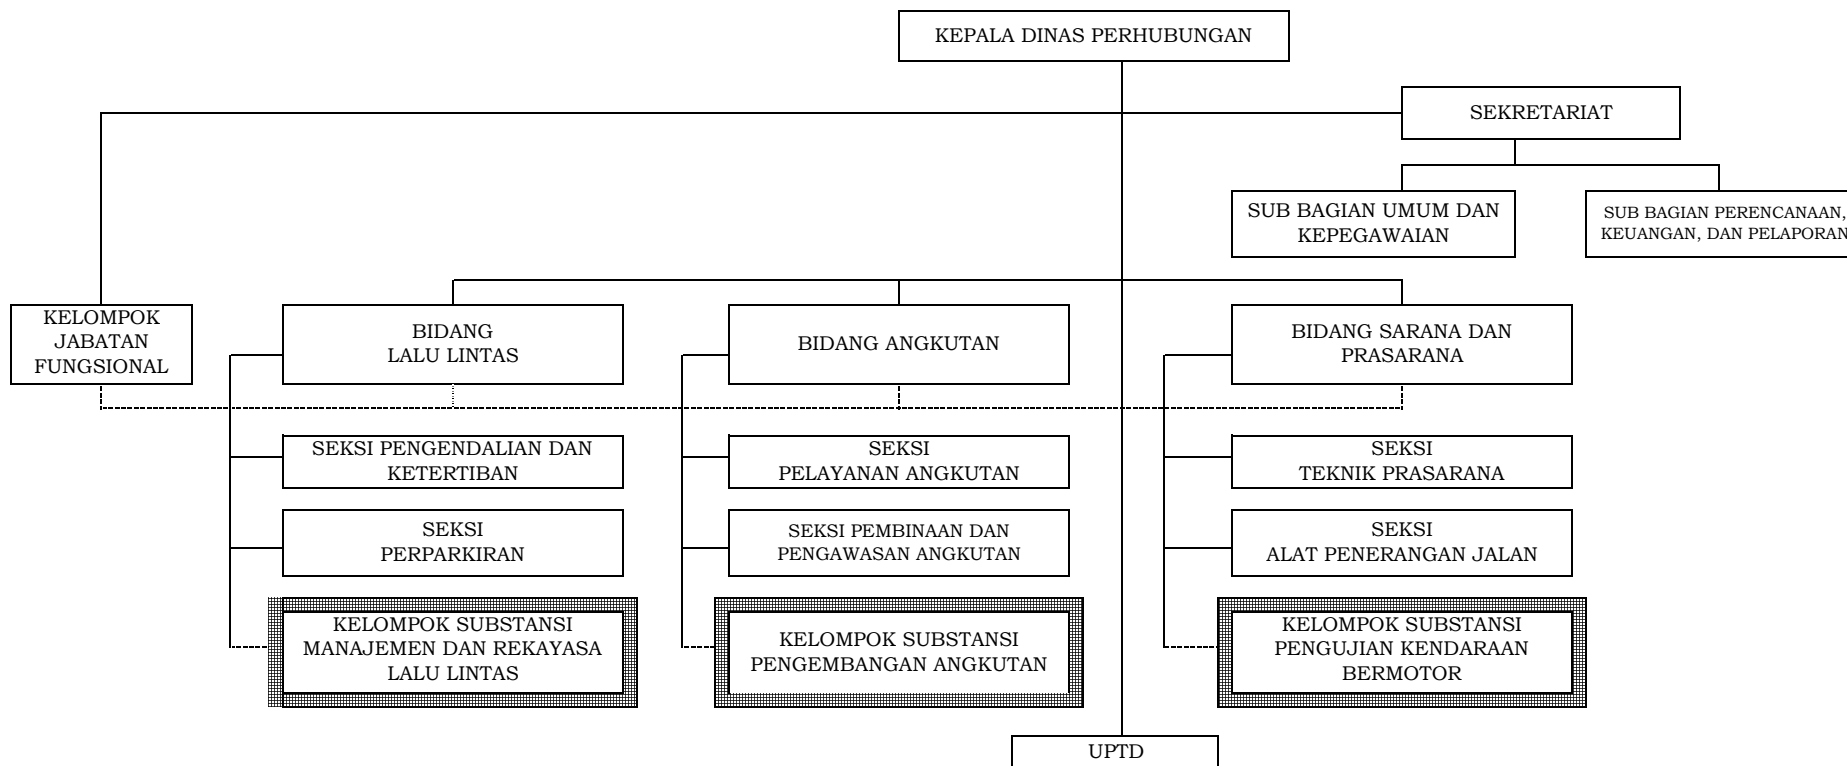 KEPALA DINAS PERHUBUNGAN
SEKRETARIAT
SUB BAGIAN UMUM DAN
KEPEGAWAIAN
SUB BAGIAN PERENCANAAN,
KEUANGAN, DAN PELAPORAN
KELOMPOK
JABATAN
FUNGSIONAL
BIDANG
LALU LINTAS
BIDANG ANGKUTAN
BIDANG SARANA DAN
PRASARANA
SEKSI PENGENDALIAN DAN
KETERTIBAN
SEKSI
PELAYANAN ANGKUTAN
SEKSI
TEKNIK PRASARANA
SEKSI
PERPARKIRAN
SEKSI PEMBINAAN DAN
PENGAWASAN ANGKUTAN
SEKSI
ALAT PENERANGAN JALAN
KELOMPOK SUBSTANSI
MANAJEMEN DAN REKAYASA
LALU LINTAS
KELOMPOK SUBSTANSI
PENGEMBANGAN ANGKUTAN
KELOMPOK SUBSTANSI
PENGUJIAN KENDARAAN
BERMOTOR
UPTD